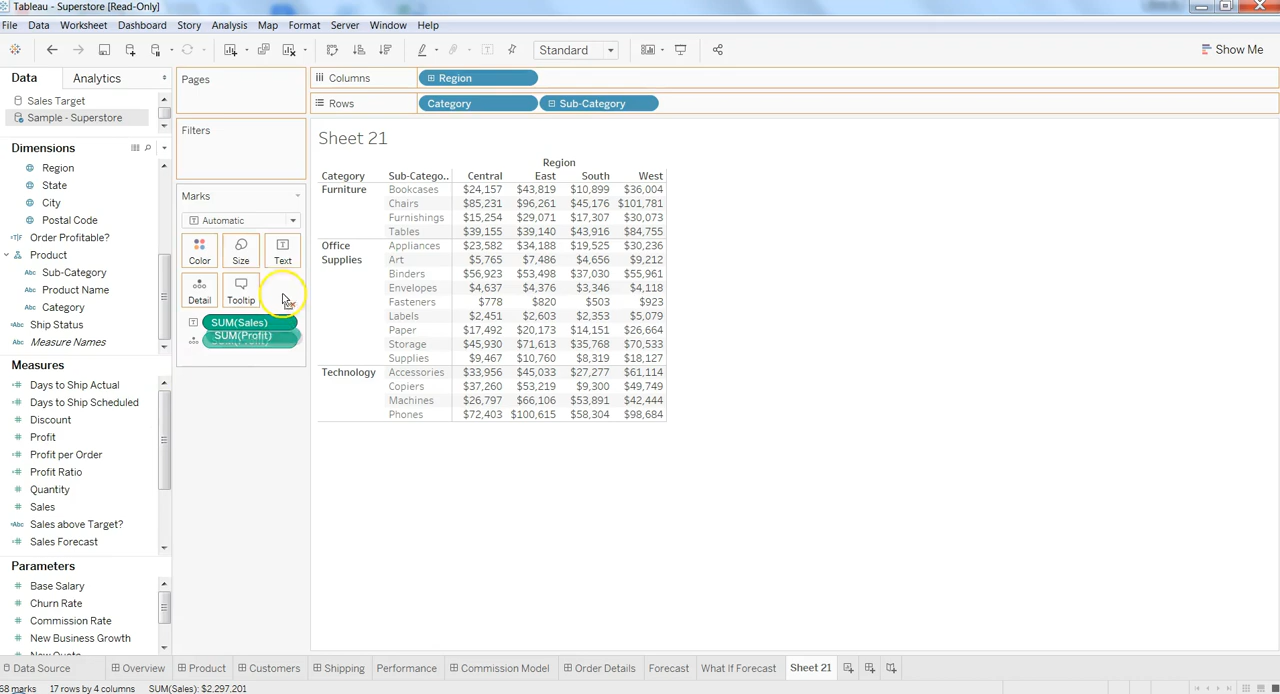 Tableau - Superstore [Read-Only]
File Data Worksheet Dashboard Story Analysis Map Format Server Window Help
Standard Show Me
Data Analytics
Sales Target
Sample - Superstore
Dimensions
Region
State
City
Postal Code
Order Profitable?
Product
Abc Sub-Category
Abc Product Name
Abc Category
Abc Ship Status
Abc Measure Names
Measures
Days to Ship Actual
Days to Ship Scheduled
Discount
Profit
Profit per Order
Profit Ratio
Quantity
Sales
Abc Sales above Target?
Sales Forecast
Parameters
Base Salary
Churn Rate
Commission Rate
New Business Growth
Pages
Filters
Marks
Automatic
Color Size Text
Detail Tooltip
SUM(Sales)
SUM(Profit)
Columns Region
Rows Category Sub-Category
Sheet 21
Region
Category Sub-Catego.. Central East South West
Furniture Bookcases $24,157 $43,819 $10,899 $36,004
Chairs $85,231 $96,261 $45,176 $101,781
Furnishings $15,254 $29,071 $17,307 $30,073
Tables $39,155 $39,140 $43,916 $84,755
Office Supplies Appliances $23,582 $34,188 $19,525 $30,236
Art $5,765 $7,486 $4,656 $9,212
Binders $56,923 $53,498 $37,030 $55,961
Envelopes $4,637 $4,376 $3,346 $4,118
Fasteners $778 $820 $503 $923
Labels $2,451 $2,603 $2,353 $5,079
Paper $17,492 $20,173 $14,151 $26,664
Storage $45,930 $71,613 $35,768 $70,533
Supplies $9,467 $10,760 $8,319 $18,127
Technology Accessories $33,956 $45,033 $27,277 $61,114
Copiers $37,260 $53,219 $9,300 $49,749
Machines $26,797 $66,106 $53,891 $42,444
Phones $72,403 $100,615 $58,304 $98,684
Data Source Overview Product Customers Shipping Performance Commission Model Order Details Forecast What If Forecast Sheet 21
68 marks 17 rows by 4 columns SUM(Sales): $2,297,201